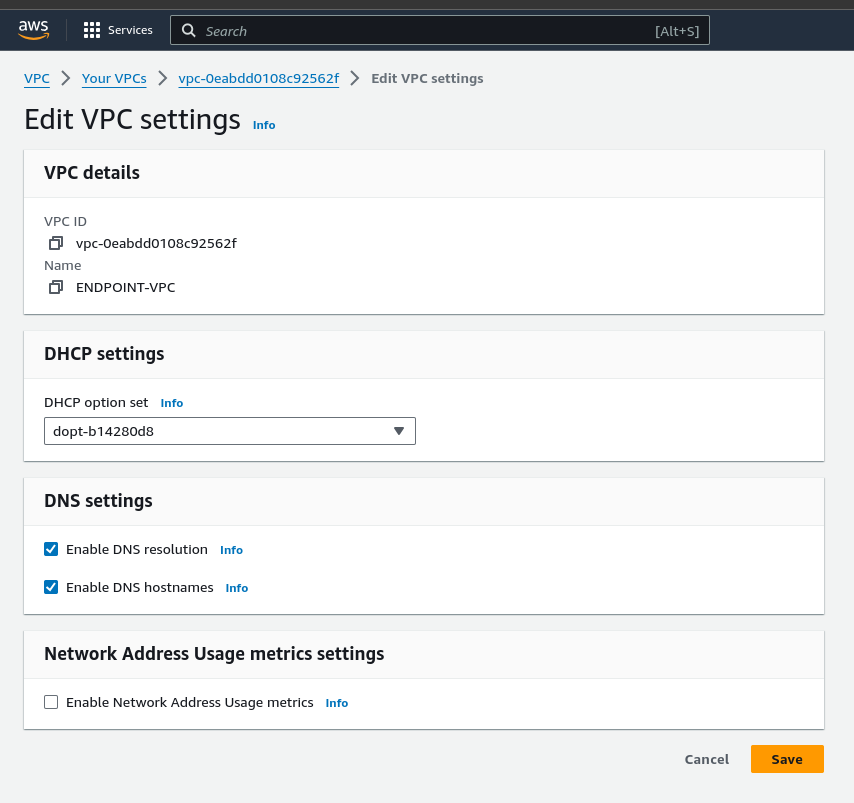 aws Services Search [Alt+S]
VPC Your VPCs vpc-0eabdd0108c92562f Edit VPC settings
Edit VPC settings Info
VPC details
VPC ID
vpc-0eabdd0108c92562f
Name
ENDPOINT-VPC
DHCP settings
DHCP option set Info
dopt-b14280d8
DNS settings
Enable DNS resolution Info
Enable DNS hostnames Info
Network Address Usage metrics settings
Enable Network Address Usage metrics Info
Cancel Save